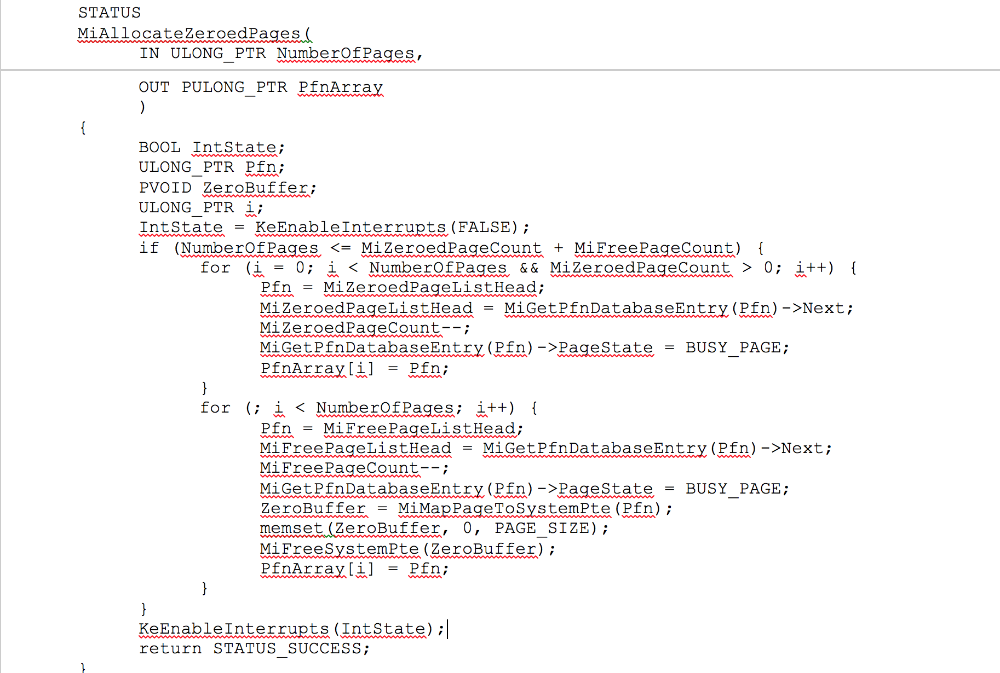 STATUS
MiAllocateZeroedPages(
IN ULONG_PTR NumberOfPages,
OUT PULONG_PTR PfnArray
)
{
BOOL IntState;
ULONG_PTR Pfn;
PVOID ZeroBuffer;
ULONG_PTR i;
IntState = KeEnableInterrupts(FALSE);
if (NumberOfPages <= MiZeroedPageCount + MiFreePageCount) {
for (i = 0; i < NumberOfPages && MiZeroedPageCount > 0; i++) {
Pfn = MiZeroedPageListHead;
MiZeroedPageListHead = MiGetPfnDatabaseEntry(Pfn)->Next;
MiZeroedPageCount--;
MiGetPfnDatabaseEntry(Pfn)->PageState = BUSY_PAGE;
PfnArray[i] = Pfn;
}
for (; i < NumberOfPages; i++) {
Pfn = MiFreePageListHead;
MiFreePageListHead = MiGetPfnDatabaseEntry(Pfn)->Next;
MiFreePageCount--;
MiGetPfnDatabaseEntry(Pfn)->PageState = BUSY_PAGE;
ZeroBuffer = MiMapPageToSystemPte(Pfn);
memset(ZeroBuffer, 0, PAGE_SIZE);
MiFreeSystemPte(ZeroBuffer);
PfnArray[i] = Pfn;
}
}
KeEnableInterrupts(IntState);
return STATUS_SUCCESS;
}